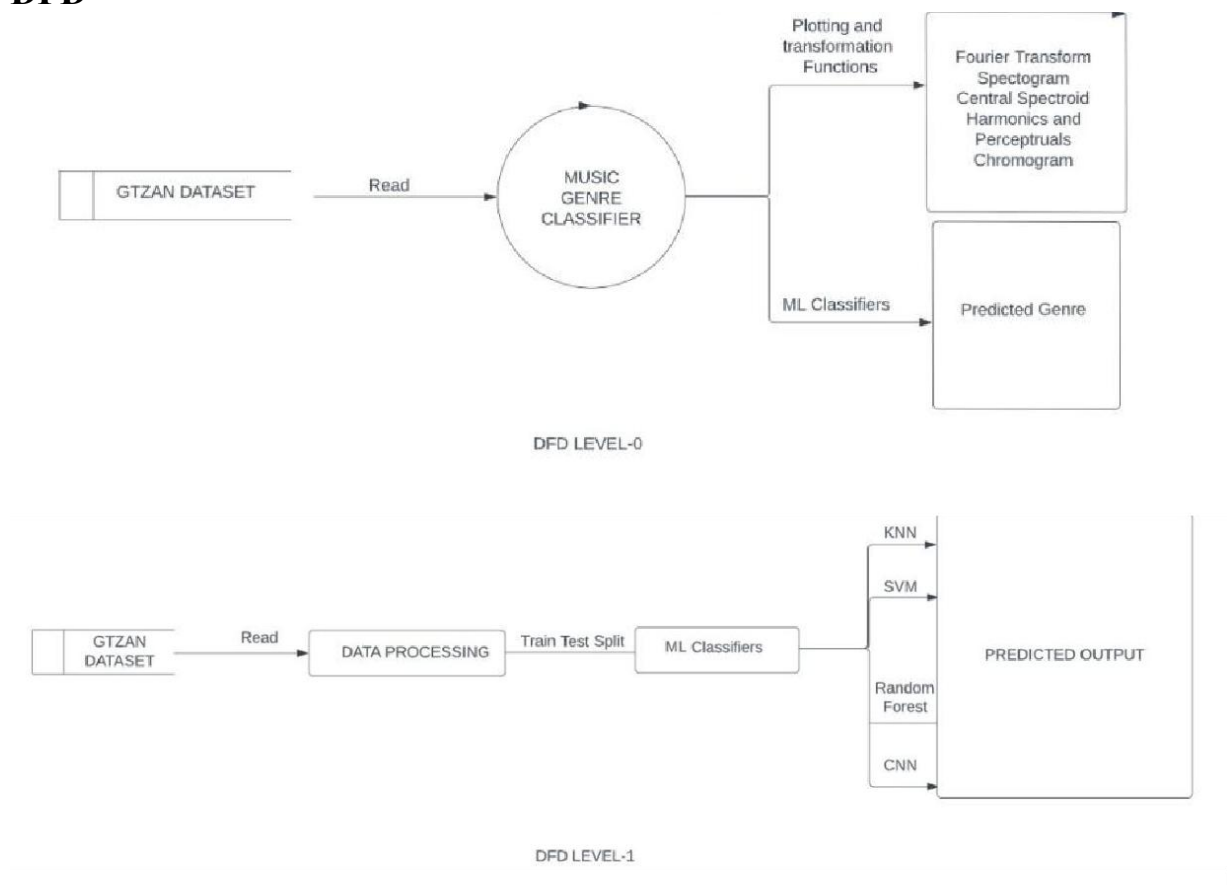 DFD
Plotting and
transformation
Functions
Fourier Transform
Spectogram
Central Spectroid
Harmonics and
Perceptruals
Chromogram
GTZAN DATASET
Read
MUSIC
GENRE
CLASSIFIER
ML Classifiers
Predicted Genre
DFD LEVEL-0
KNN
SVM
GTZAN
DATASET
Read
DATA PROCESSING
Train Test Split
ML Classifiers
PREDICTED OUTPUT
Random
Forest
CNN
DFD LEVEL-1